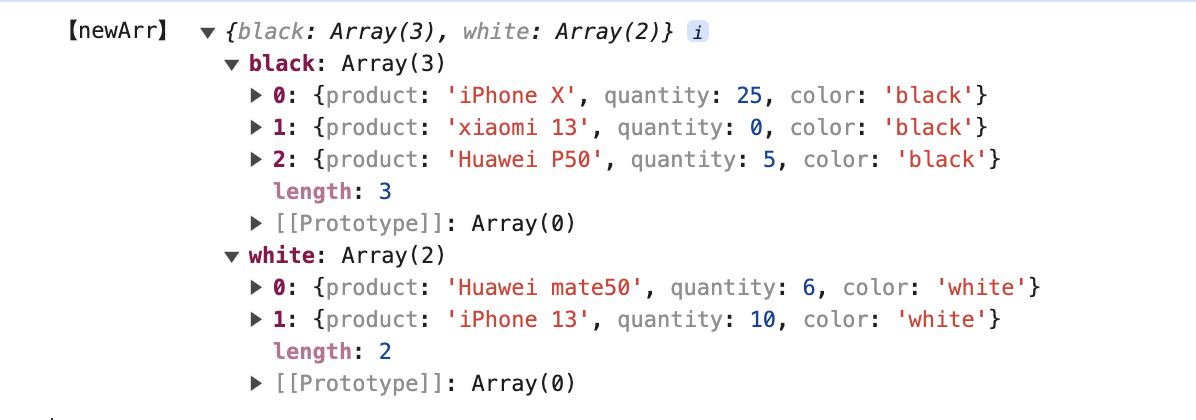 【newArr】 ▼ {black: Array(3), white: Array(2)} i
▼ black: Array(3)
▶ 0: {product: 'iPhone X', quantity: 25, color: 'black'}
▶ 1: {product: 'xiaomi 13', quantity: 0, color: 'black'}
▶ 2: {product: 'Huawei P50', quantity: 5, color: 'black'}
length: 3
▶ [[Prototype]]: Array(0)
▼ white: Array(2)
▶ 0: {product: 'Huawei mate50', quantity: 6, color: 'white'}
▶ 1: {product: 'iPhone 13', quantity: 10, color: 'white'}
length: 2
▶ [[Prototype]]: Array(0)